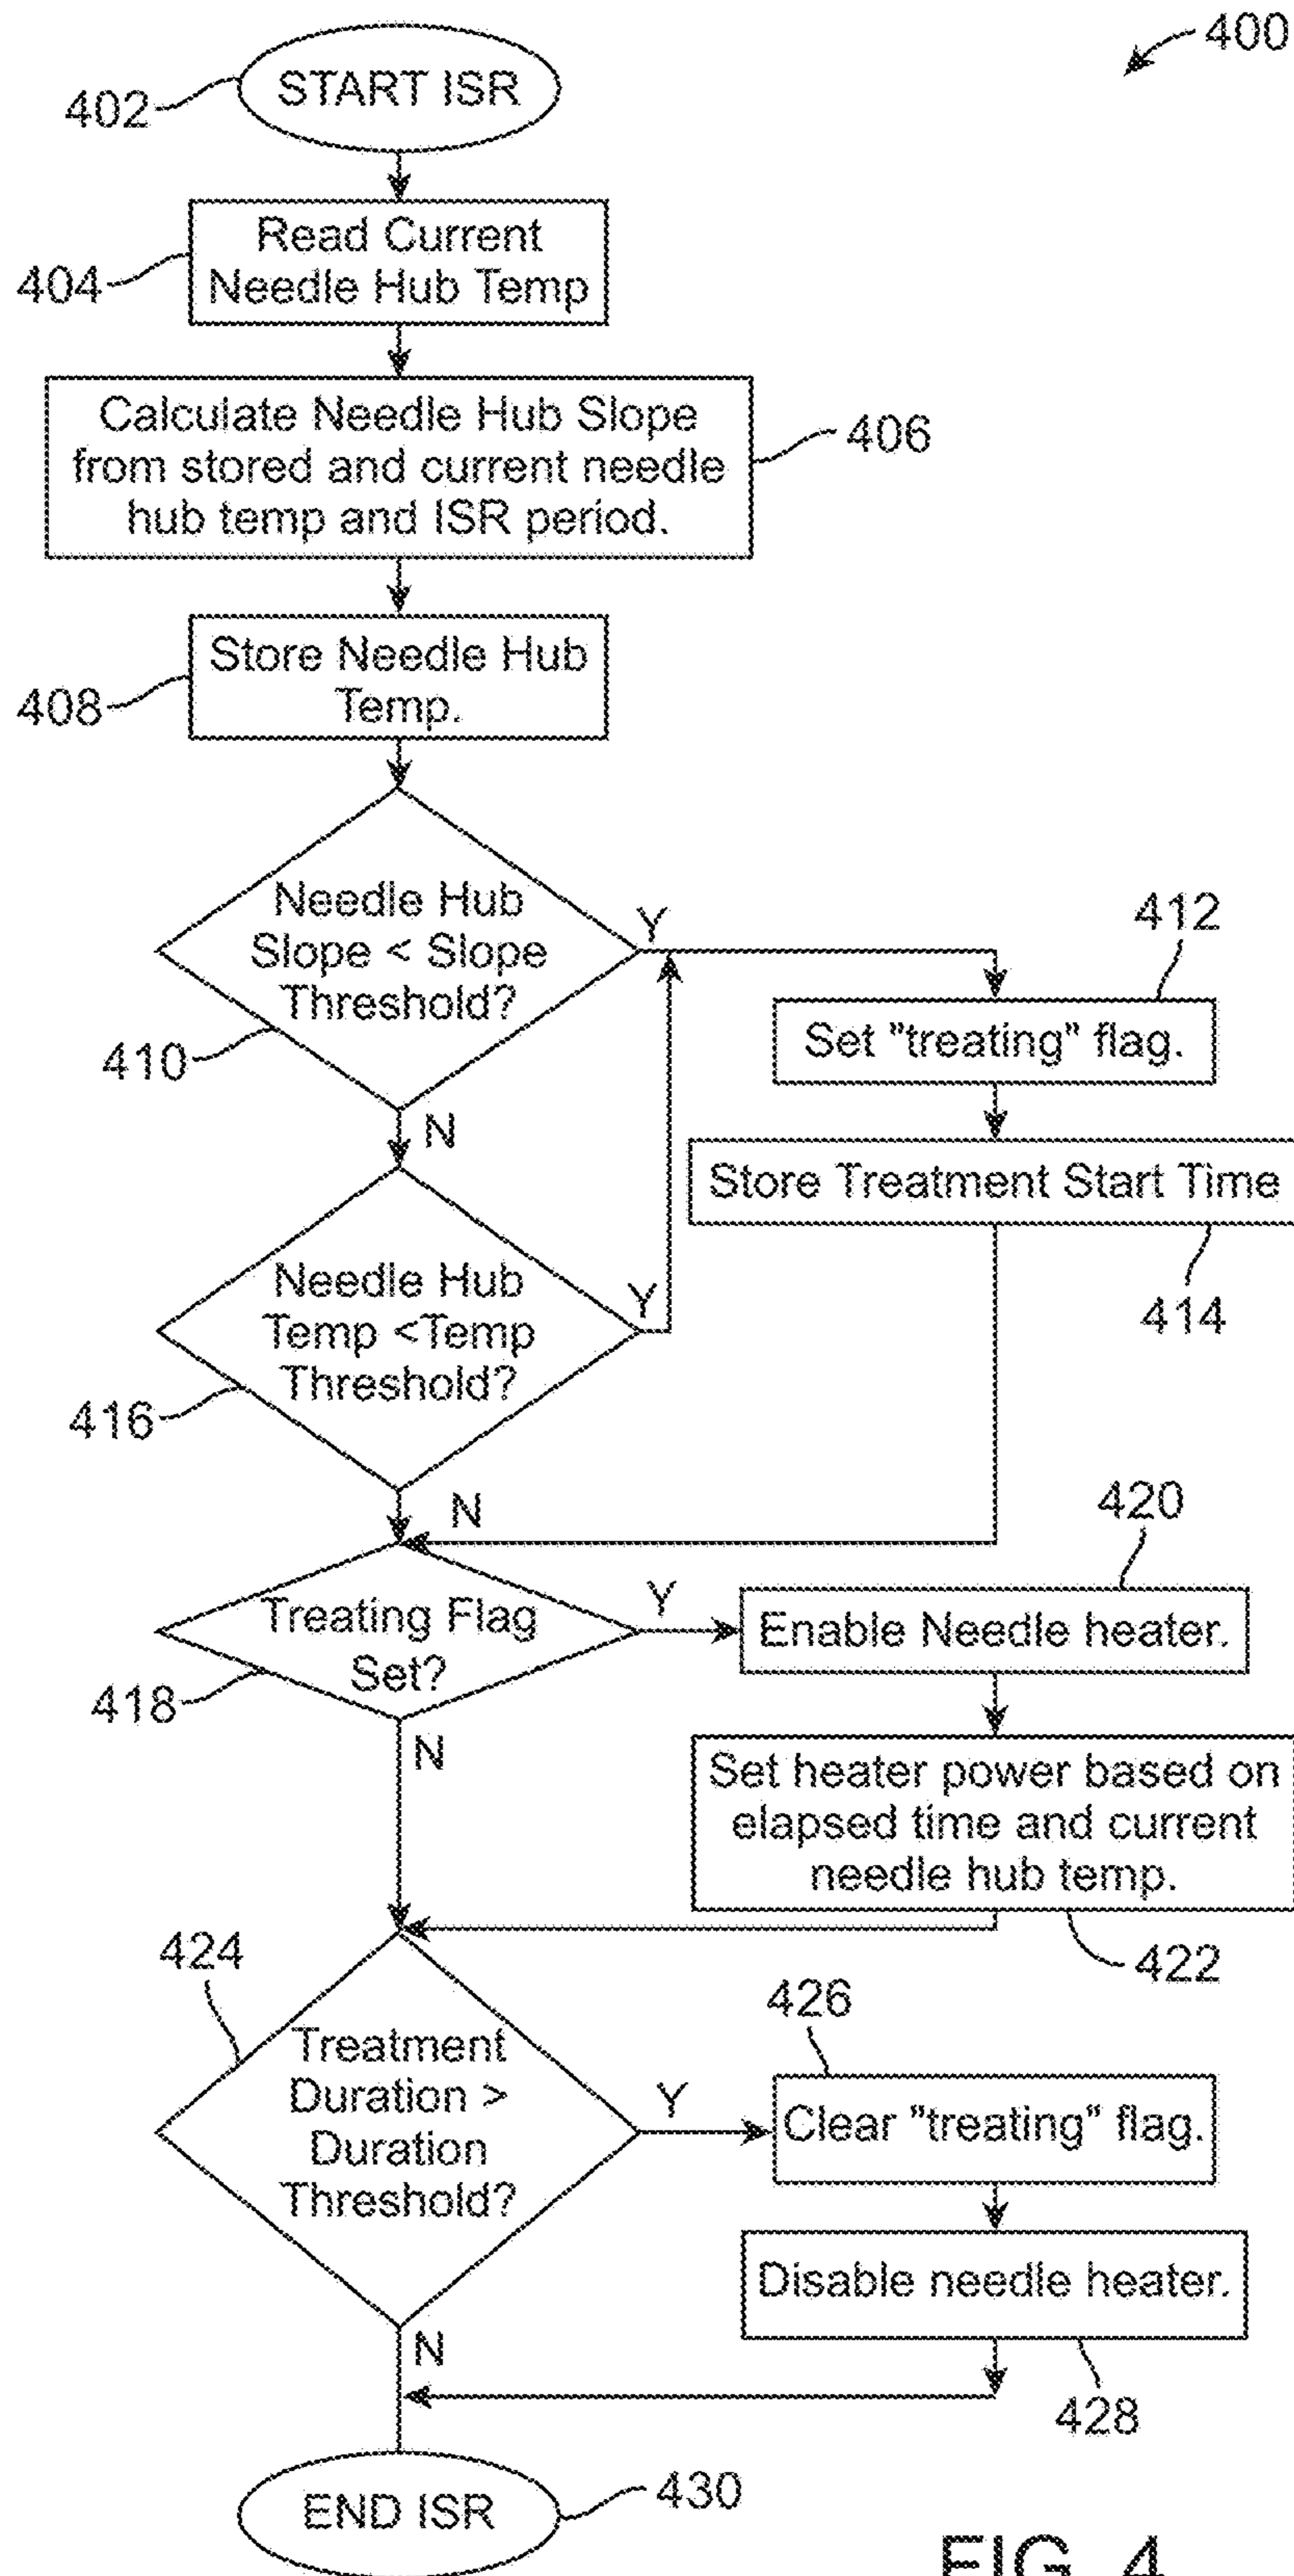 400
402
START ISR
404
Read Current
Needle Hub Temp
Calculate Needle Hub Slope
from stored and current needle
hub temp and ISR period.
406
408
Store Needle Hub
Temp.
Needle Hub
Slope < Slope
Threshold?
410
Y
N
412
Set "treating" flag.
Store Treatment Start Time
414
Needle Hub
Temp <Temp
Threshold?
416
Y
N
Treating Flag
Set?
418
Y
N
420
Enable Needle heater.
Set heater power based on
elapsed time and current
needle hub temp.
422
424
Treatment
Duration >
Duration
Threshold?
Y
N
426
Clear "treating" flag.
Disable needle heater.
428
END ISR
430
FIG. 4